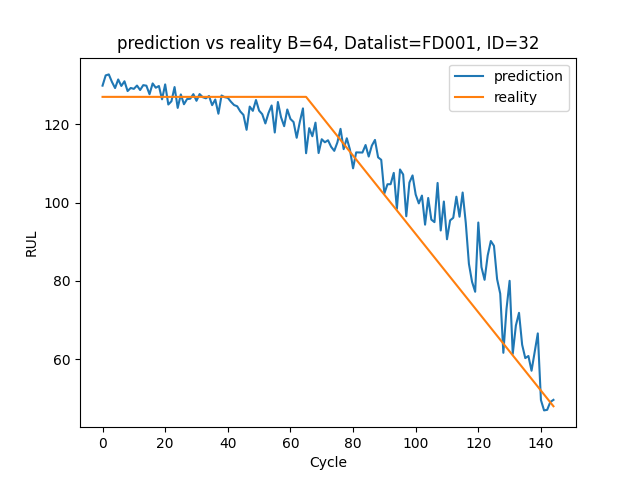 prediction vs reality B=64, Datalist=FD001, ID=32
prediction
reality
RUL
120
100
80
60
0 20 40 60 80 100 120 140
Cycle